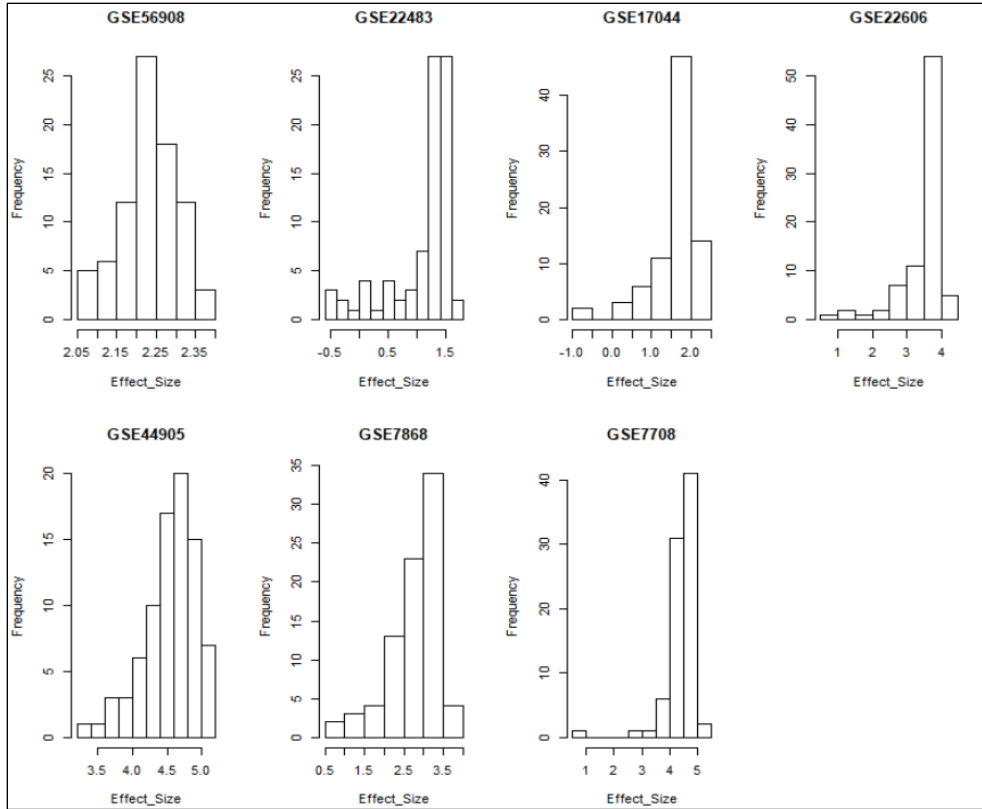 GSE56908
Frequency
0 5 10 15 20 25
2.05 2.15 2.25 2.35
Effect_Size
GSE22483
Frequency
0 5 10 15 20 25
-0.5 0.5 1.5
Effect_Size
GSE17044
Frequency
0 10 20 30 40
-1.0 0.0 1.0 2.0
Effect_Size
GSE22606
Frequency
0 10 20 30 40 50
1 2 3 4
Effect_Size
GSE44905
Frequency
0 5 10 15 20
3.5 4.0 4.5 5.0
Effect_Size
GSE7868
Frequency
0 5 10 15 20 25 30 35
0.5 1.5 2.5 3.5
Effect_Size
GSE7708
Frequency
0 10 20 30 40
1 2 3 4 5
Effect_Size